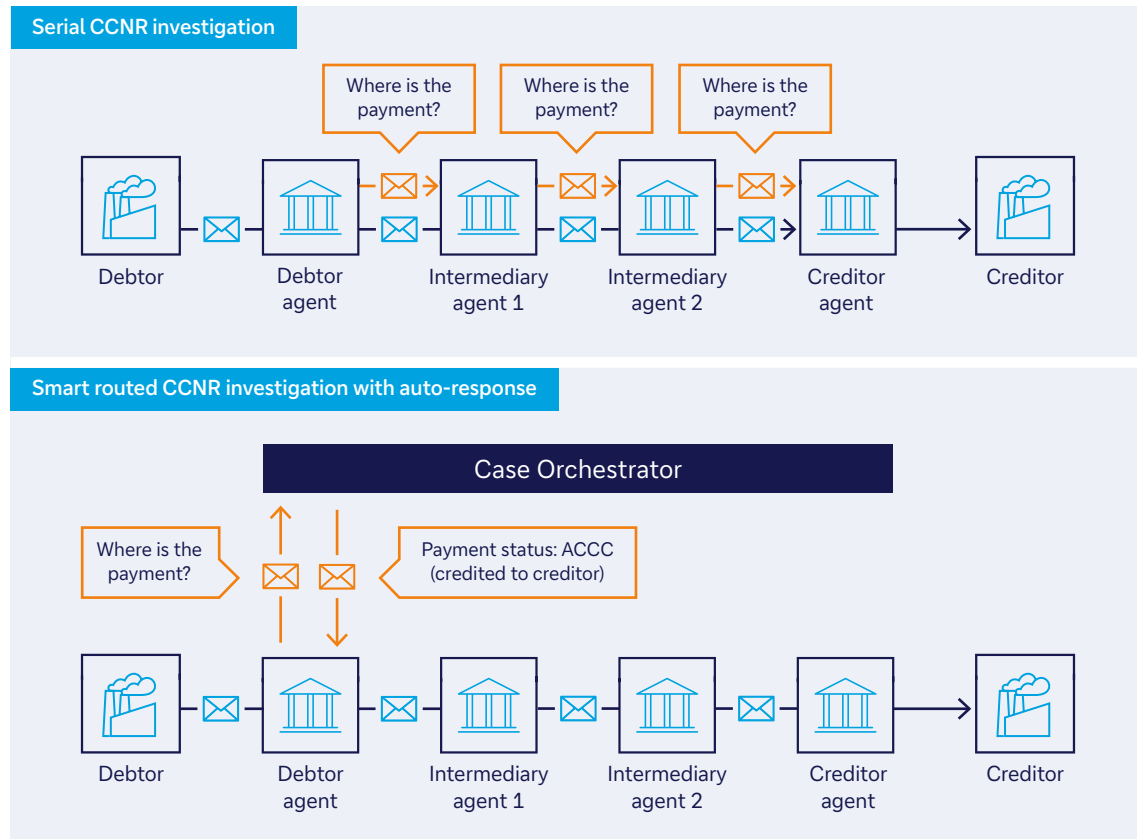 Serial CCNR investigation
Where is the
payment?
Where is the
payment?
Where is the
payment?
Debtor
Debtor
agent
Intermediary
agent 1
Intermediary
agent 2
Creditor
agent
Creditor
Smart routed CCNR investigation with auto-response
Case Orchestrator
Where is the
payment?
Payment status: ACCC
(credited to creditor)
Debtor
Debtor
agent
Intermediary
agent 1
Intermediary
agent 2
Creditor
agent
Creditor